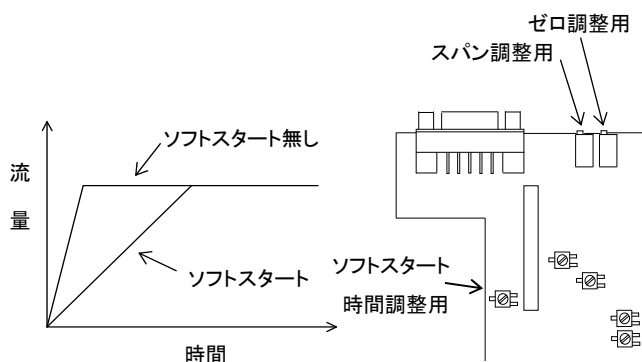 ゼロ調整用
スパン調整用
ソフトスタート無し
流
量
ソフトスタート
時間
ソフトスタート
時間調整用